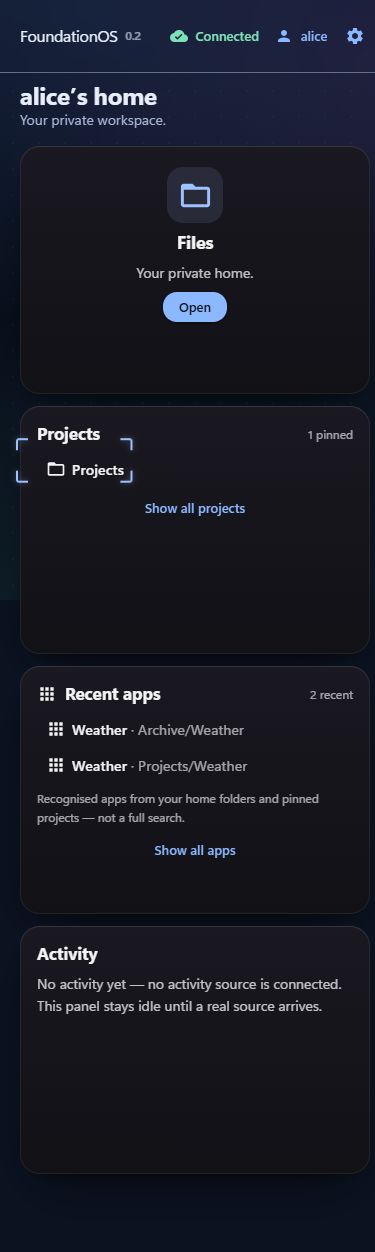 FoundationOS 0.2 Connected alice
alice's home
Your private workspace.
Files
Your private home.
Open
Projects 1 pinned
Projects
Show all projects
Recent apps 2 recent
Weather · Archive/Weather
Weather · Projects/Weather
Recognised apps from your home folders and pinned
projects — not a full search.
Show all apps
Activity
No activity yet — no activity source is connected.
This panel stays idle until a real source arrives.